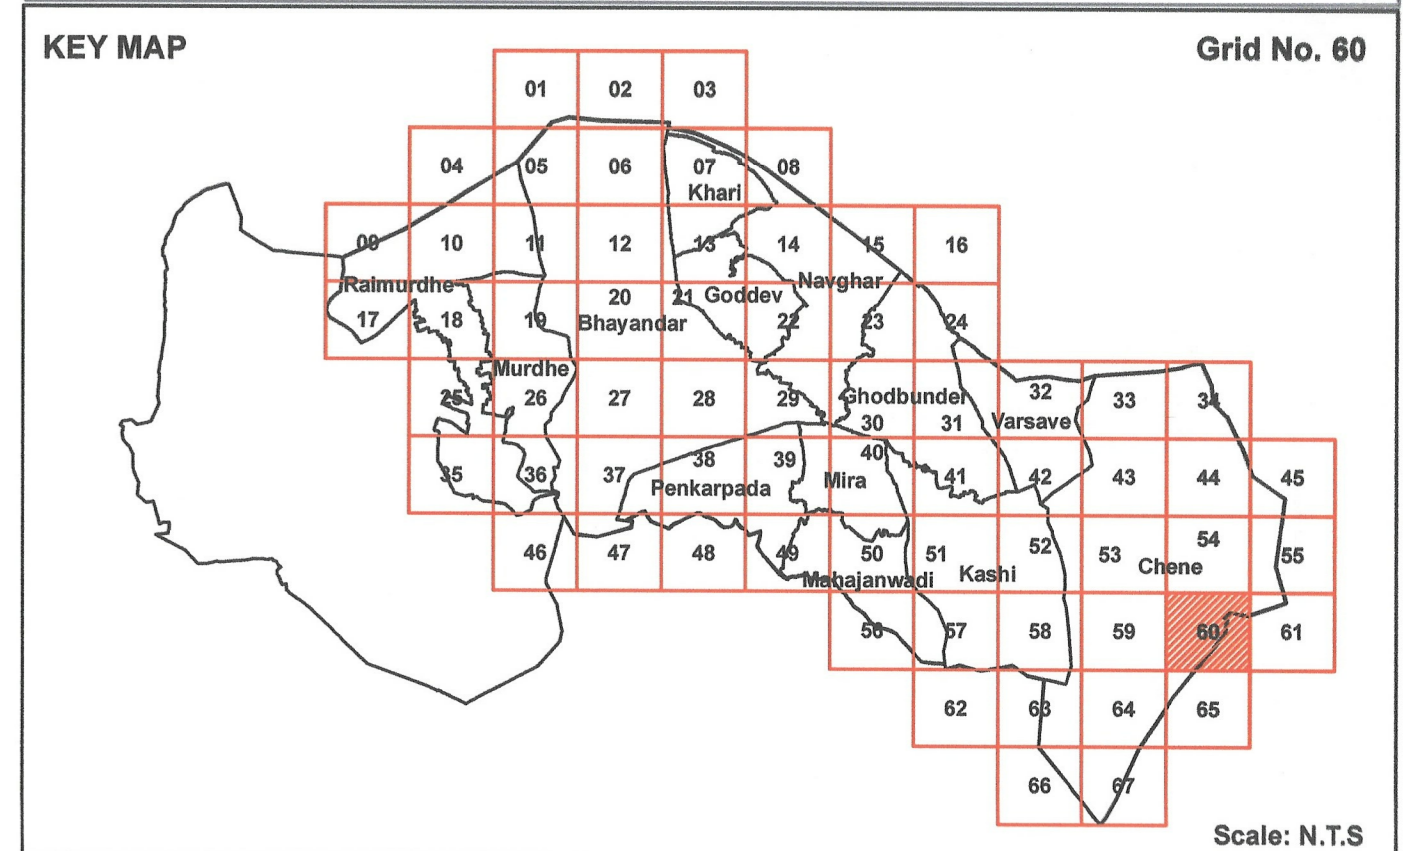 KEY MAP
Grid No. 60
01 02 03
04 05 06 07 08
Khari
09 10 11 12 13 14 15 16
Raimurdhe
Navghar
Goddev
17 18 19 20 21 22 23 24
Bhayandar
Murdhe
25 26 27 28 29 30 31 32 33 34
Ghodbunder
Varsave
35 36 37 38 39 40 41 42 43 44 45
Penkarpada
Mira
46 47 48 49 50 51 52 53 54 55
Mahajanwadi
Kashi
Chene
56 57 58 59 60 61
62 63 64 65
66 67
Scale: N.T.S